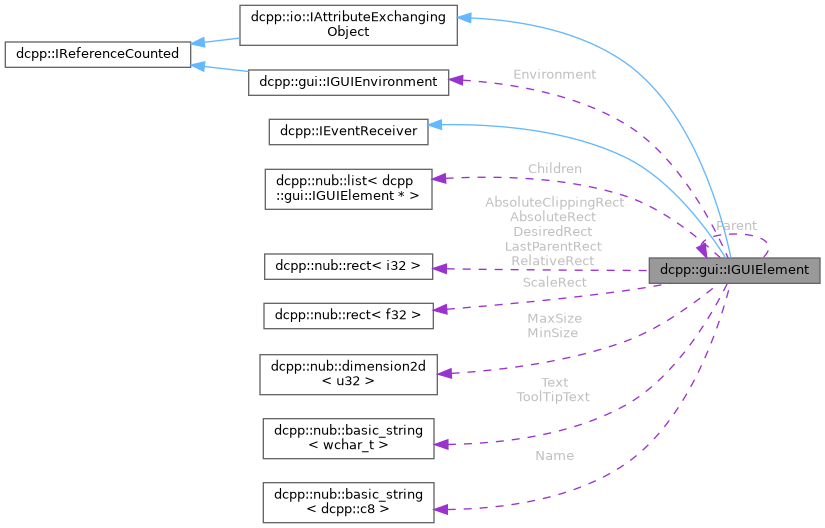 dcpp::io::IAttributeExchanging
Object
dcpp::IReferenceCounted
dcpp::gui::IGUIEnvironment
Environment
dcpp::IEventReceiver
Children
dcpp::nub::list< dcpp
::gui::IGUIElement * >
AbsoluteClippingRect
AbsoluteRect
DesiredRect
LastParentRect
RelativeRect
Parent
dcpp::gui::IGUIElement
dcpp::nub::rect< i32 >
ScaleRect
dcpp::nub::rect< f32 >
MaxSize
MinSize
dcpp::nub::dimension2d
< u32 >
Text
ToolTipText
dcpp::nub::basic_string
< wchar_t >
Name
dcpp::nub::basic_string
< dcpp::c8 >